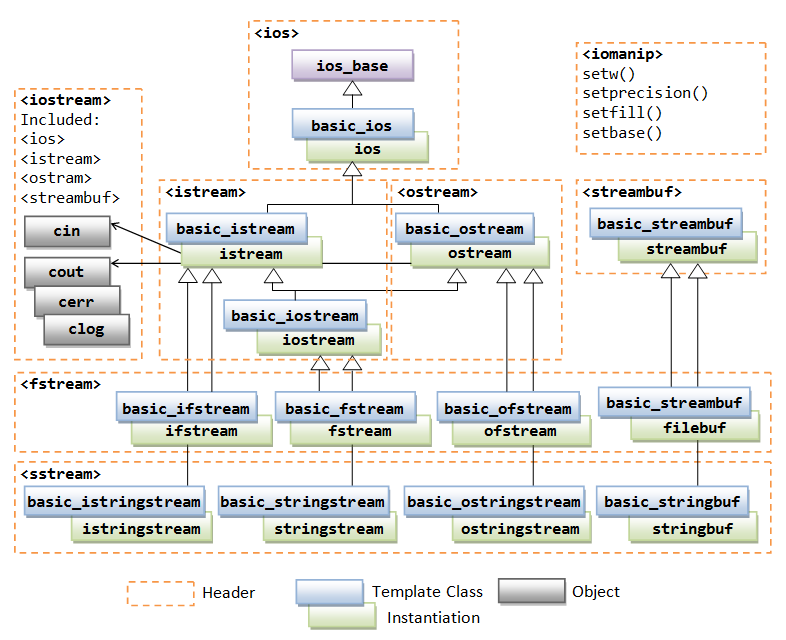 <ios>
ios_base
basic_ios
ios
<iomanip>
setw()
setprecision()
setfill()
setbase()
<iostream>
Included:
<ios>
<istream>
<ostram>
<streambuf>
cin
cout
cerr
clog
<istream>
basic_istream
istream
<ostream>
basic_ostream
ostream
<streambuf>
basic_streambuf
streambuf
basic_iostream
iostream
<fstream>
basic_ifstream
ifstream
basic_fstream
fstream
basic_ofstream
ofstream
basic_streambuf
filebuf
<sstream>
basic_istringstream
istringstream
basic_stringstream
stringstream
basic_ostringstream
ostringstream
basic_stringbuf
stringbuf
Header
Template Class
Instantiation
Object